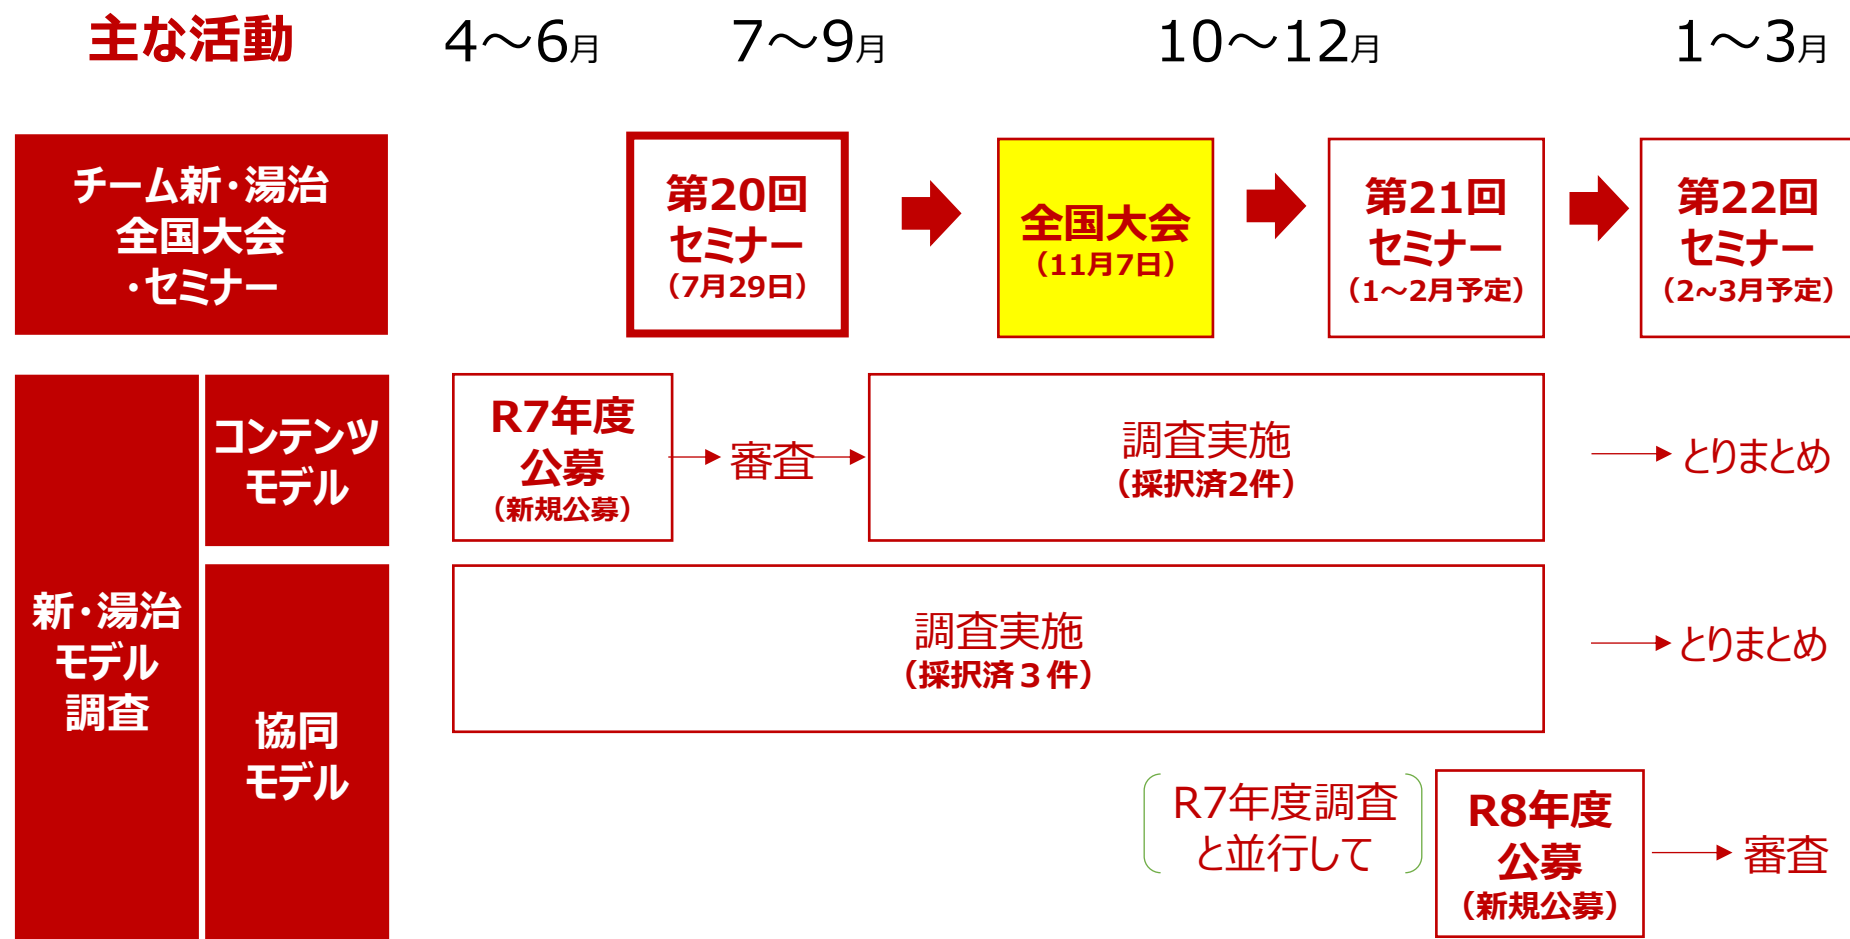 主な活動
4～6月
7～9月
10～12月
1～3月
チーム新・湯治
全国大会
・セミナー
第20回
セミナー
（7月29日）
全国大会
（11月7日）
第21回
セミナー
（1～2月予定）
第22回
セミナー
（2~3月予定）
新・湯治
モデル
調査
コンテンツ
モデル
R7年度
公募
（新規公募）
審査
調査実施
（採択済2件）
とりまとめ
協同
モデル
調査実施
（採択済３件）
とりまとめ
R7年度調査
と並行して
R8年度
公募
（新規公募）
審査